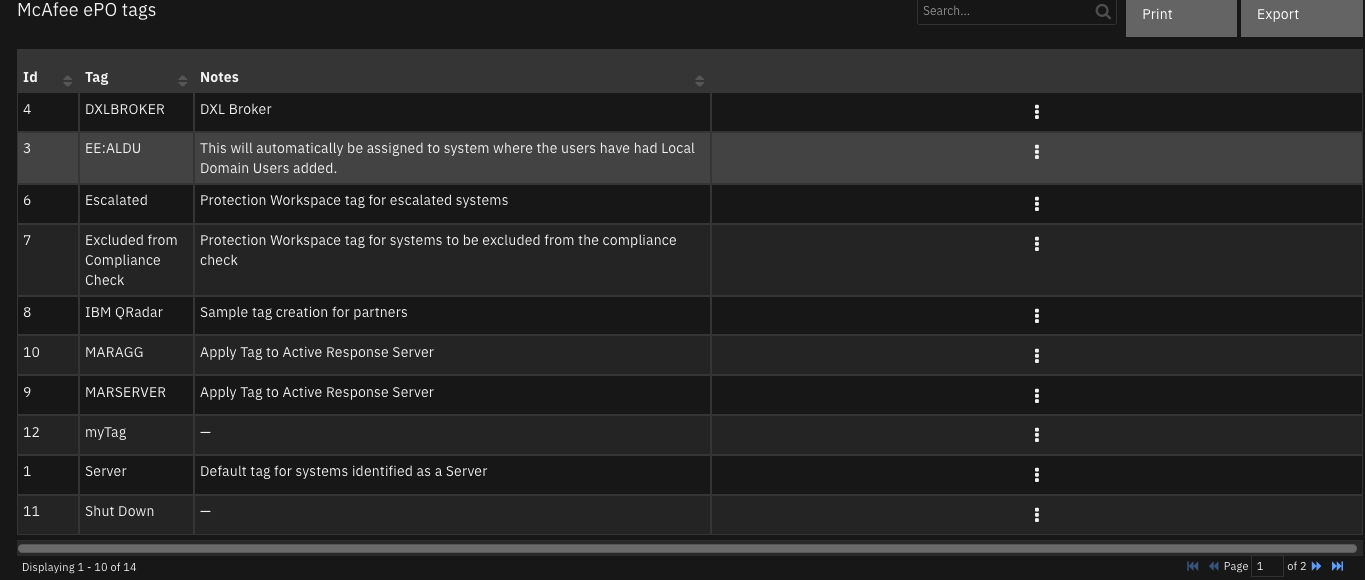 McAfee ePO tags
Search...
Print
Export
Id
Tag
Notes
4
DXLBROKER
DXL Broker
3
EE:ALDU
This will automatically be assigned to system where the users have had Local
Domain Users added.
6
Escalated
Protection Workspace tag for escalated systems
7
Excluded from
Compliance
Check
Protection Workspace tag for systems to be excluded from the compliance
check
8
IBM QRadar
Sample tag creation for partners
10
MARAGG
Apply Tag to Active Response Server
9
MARSERVER
Apply Tag to Active Response Server
12
myTag
—
1
Server
Default tag for systems identified as a Server
11
Shut Down
—
Displaying 1 - 10 of 14
Page 1 of 2